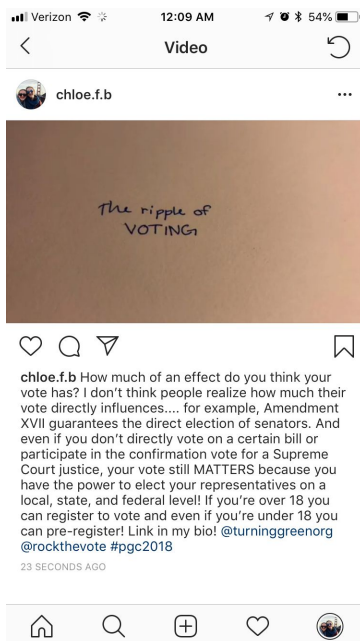 Verizon 12:09 AM 54%
Video
chloe.f.b
The ripple of
VOTING
chloe.f.b How much of an effect do you think your
vote has? I don't think people realize how much their
vote directly influences.... for example, Amendment
XVII guarantees the direct election of senators. And
even if you don't directly vote on a certain bill or
participate in the confirmation vote for a Supreme
Court justice, your vote still MATTERS because you
have the power to elect your representatives on a
local, state, and federal level! If you're over 18 you
can register to vote and even if you're under 18 you
can pre-register! Link in my bio! @turninggreenorg
@rockthevote #pgc2018
23 SECONDS AGO